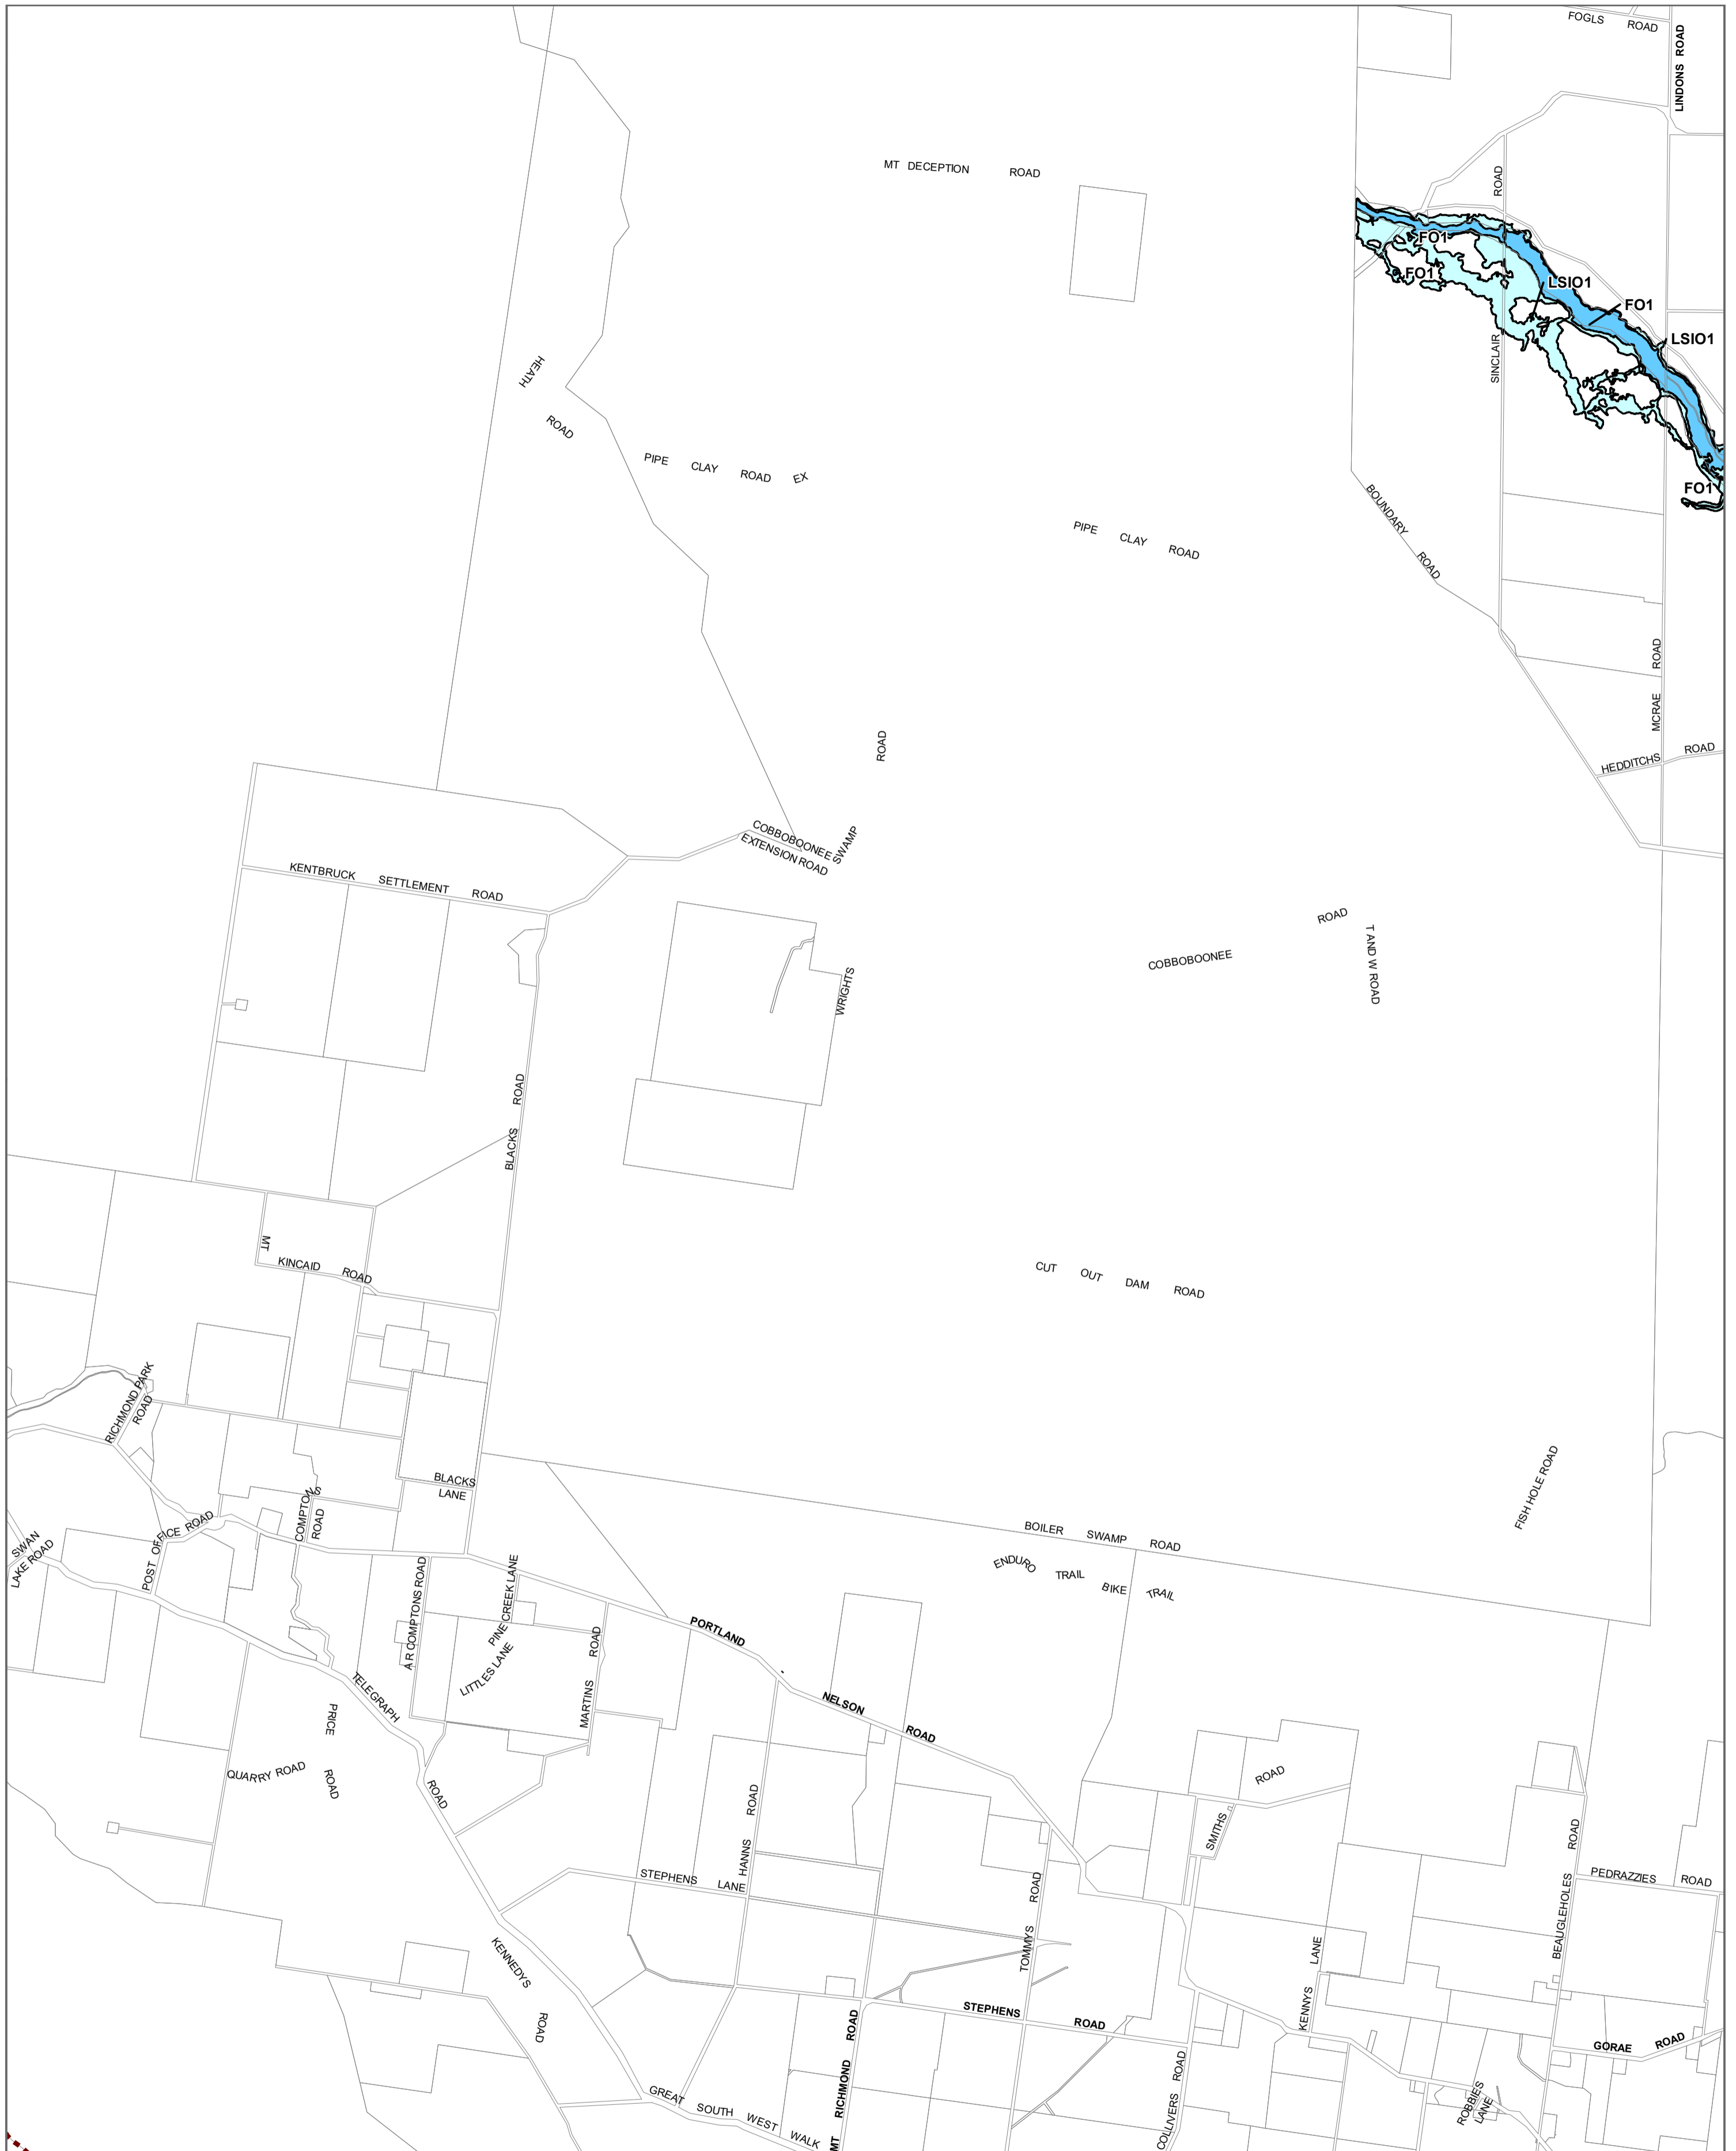 FOGLS ROAD
LINDONS ROAD
MT DECEPTION ROAD
ROAD
SINCLAIR
FO1
FO1
LSIO1
FO1
LSIO1
FO1
HEATH
ROAD
PIPE CLAY ROAD EX
PIPE CLAY ROAD
BOUNDARY
ROAD
MCRAE ROAD
HEDDITCHS ROAD
ROAD
SWAMP
WRIGHTS
COBBOBOONEE
EXTENSION ROAD
KENTBRUCK SETTLEMENT ROAD
COBBOBOONEE ROAD
T AND W ROAD
BLACKS ROAD
MT
KINCAID ROAD
CUT OUT DAM ROAD
RICHMOND PARK
ROAD
FISH HOLE ROAD
BLACKS
LANE
COMPTONS
ROAD
POST OFFICE ROAD
SWAN
LAKE ROAD
BOILER SWAMP ROAD
ENDURO TRAIL BIKE TRAIL
A R COMPTONS ROAD
PINE CREEK LANE
LITTLES LANE
MARTINS ROAD
PORTLAND
-
NELSON
ROAD
TELEGRAPH
ROAD
PRICE
ROAD
QUARRY ROAD
HANNS ROAD
STEPHENS LANE
TOMMYS ROAD
SMITHS
ROAD
BEAUGLEHOLES ROAD
PEDRAZZIES ROAD
KENNEDYS
ROAD
KENNYS LANE
STEPHENS ROAD
GORAE ROAD
MT RICHMOND ROAD
COLLIVERS ROAD
ROBBIES
LANE
GREAT SOUTH WEST WALK